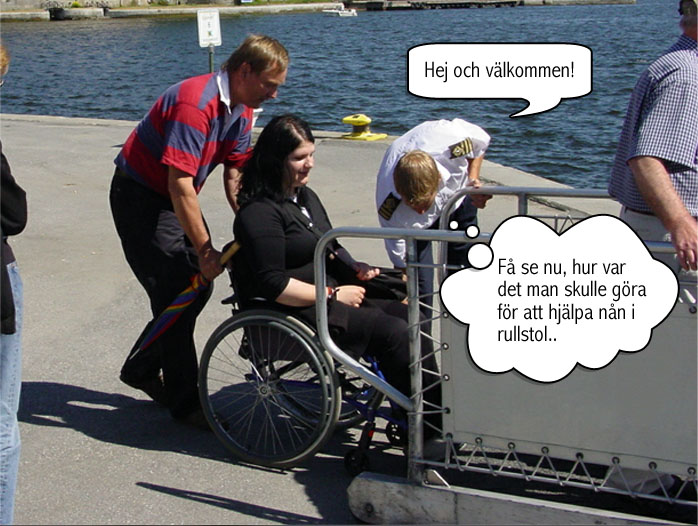 Hej och välkommen!
Få se nu, hur var
det man skulle göra
för att hjälpa nån i
rullstol..